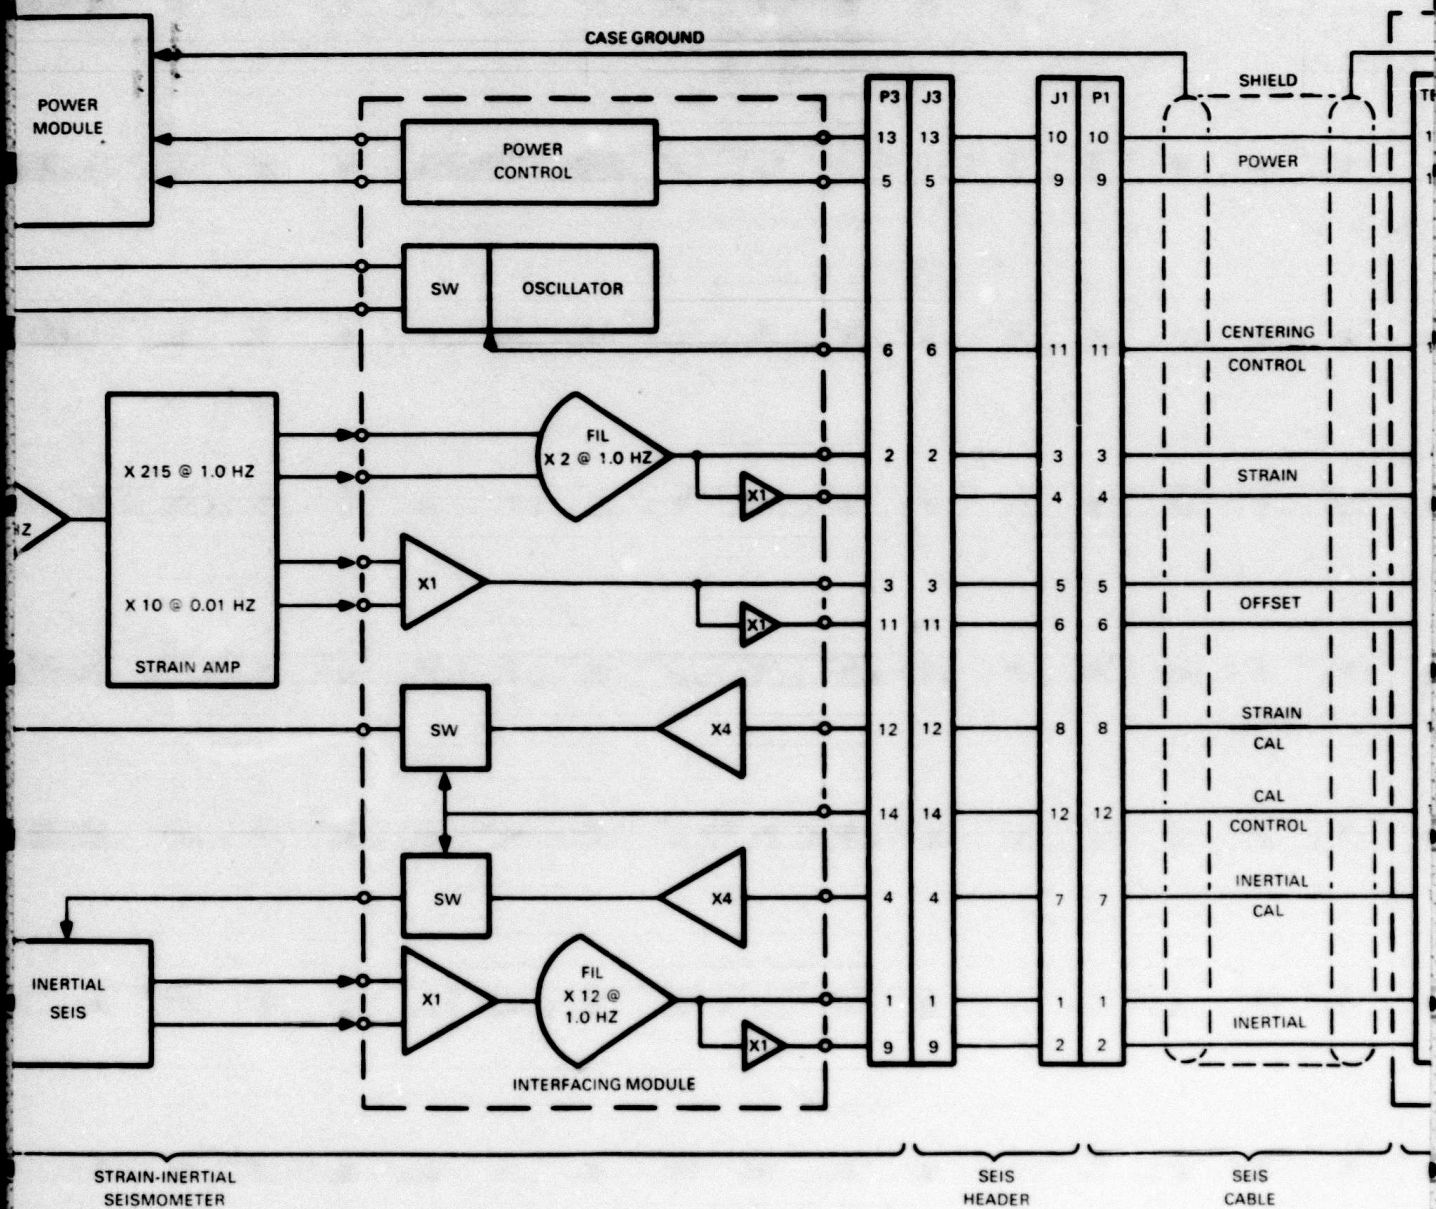 CASE GROUND
POWER
MODULE
POWER
CONTROL
P3 J3 J1 P1
SHIELD
13 13 10 10
POWER
5 5 9 9
SW OSCILLATOR
CENTERING
6 6 11 11
CONTROL
X 215 @ 1.0 HZ
FIL
X 2 @ 1.0 HZ
2 2 3 3
STRAIN
X1
4 4
X1
3 3 5 5
OFFSET
X 10 @ 0.01 HZ
X1
11 11 6 6
STRAIN AMP
STRAIN
SW X4
12 12 8 8
CAL
CAL
14 14 12 12
CONTROL
INERTIAL
SW X4
4 4 7 7
CAL
INERTIAL
SEIS
X1
FIL
X 12 @
1.0 HZ
1 1 1 1
INERTIAL
X1
9 9 2 2
INTERFACING MODULE
STRAIN-INERTIAL
SEISMOMETER
SEIS
HEADER
SEIS
CABLE